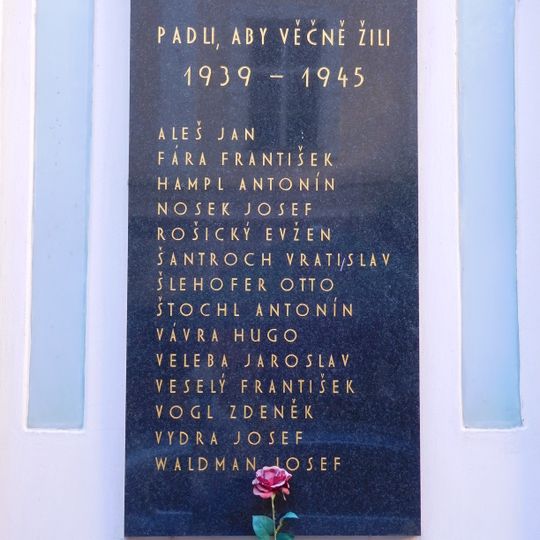 PADLI, ABY VĚČNĚ ŽILI
1939 – 1945
ALEŠ JAN
FÁRA FRANTIŠEK
HAMPL ANTONÍN
NOSEK JOSEF
ROŠICKÝ EVŽEN
ŠANTROCH VRATISLAV
ŠLEHOFER OTTO
ŠTOCHL ANTONÍN
VÁVRA HUGO
VELEBA JAROSLAV
VESELÝ FRANTIŠEK
VOGL ZDENĚK
VYDRA JOSEF
WALDMAN JOSEF